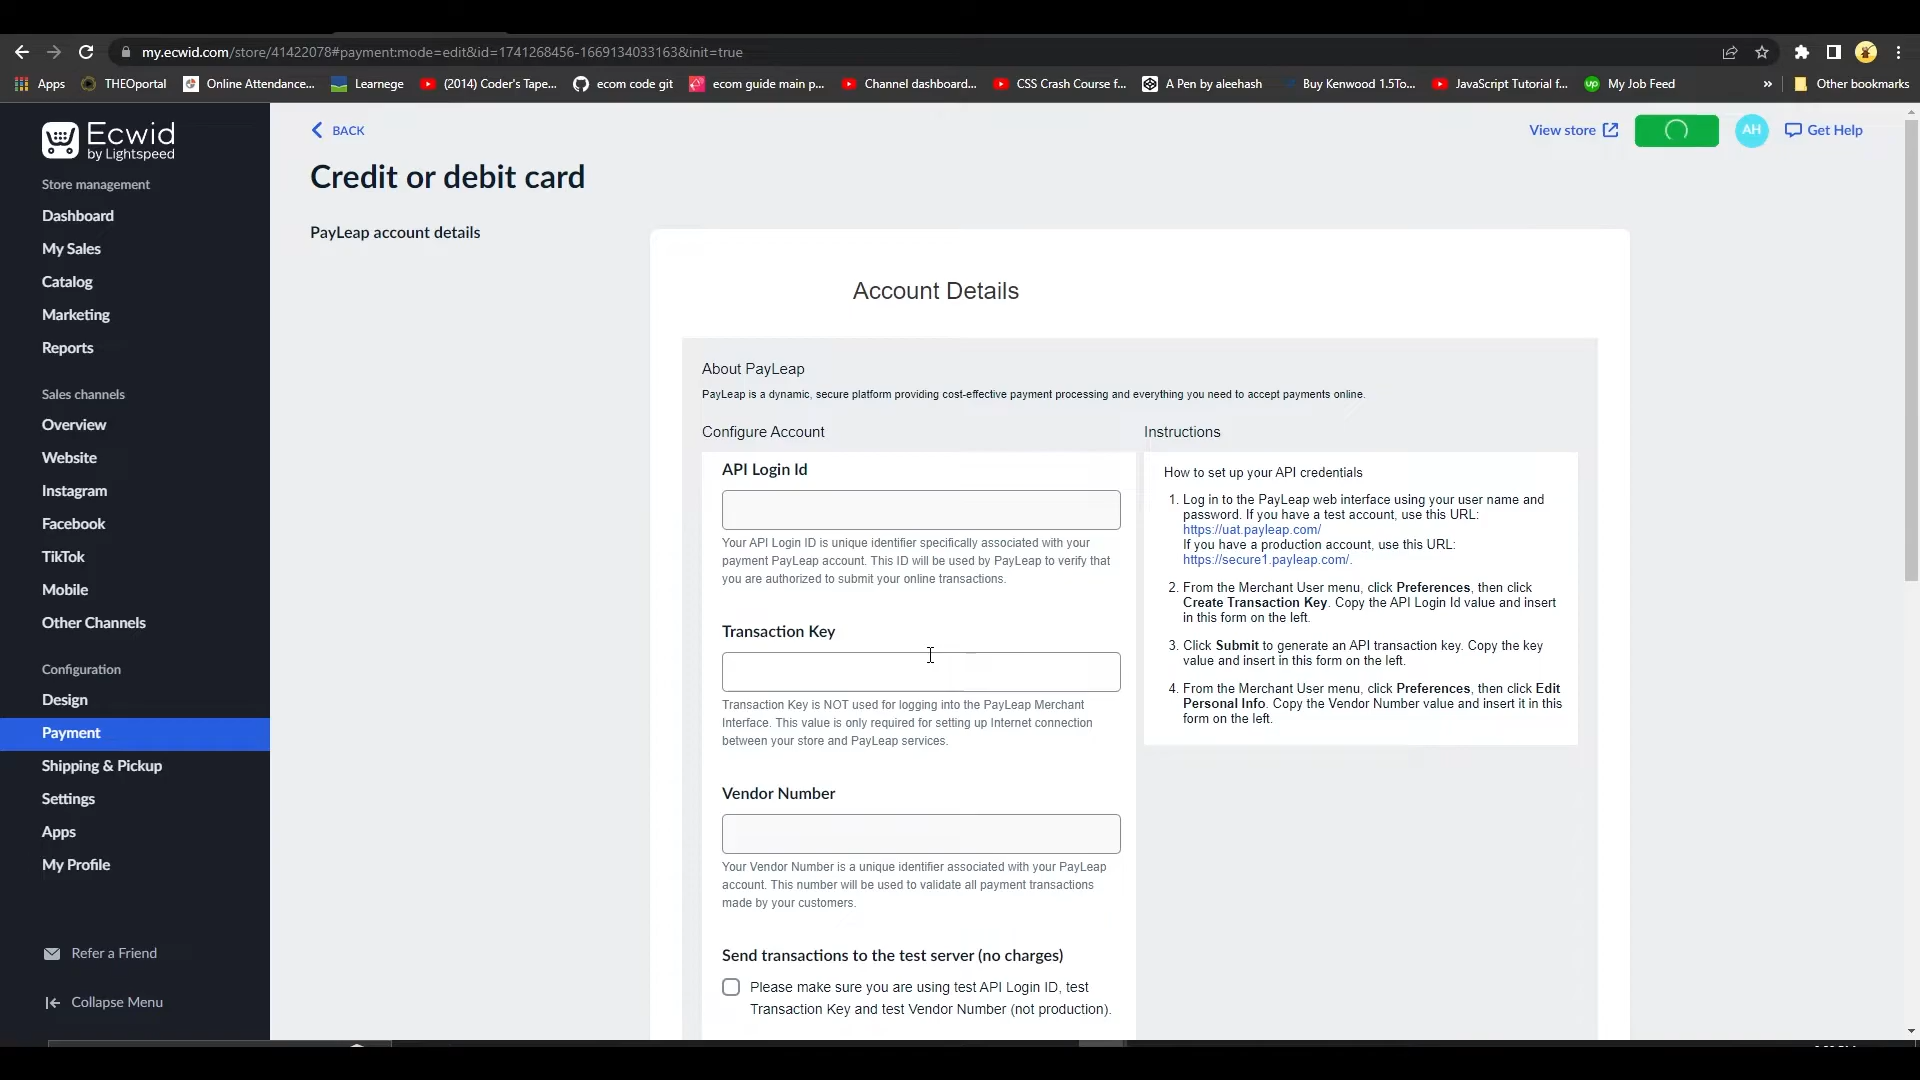 my.ecwid.com/store/41422078#payment:mode=edit&id=1741268456-1669134033163&init=true
Apps
THEOportal
Online Attendance...
Learnege
(2014) Coder's Tape...
ecom code git
ecom guide main p...
Channel dashboard...
CSS Crash Course f...
A Pen by aleehash
Buy Kenwood 1.5To...
JavaScript Tutorial f...
up
My Job Feed
»
Other bookmarks
Ecwid
by Lightspeed
Store management
Dashboard
My Sales
Catalog
Marketing
Reports
Sales channels
Overview
Website
Instagram
Facebook
TikTok
Mobile
Other Channels
Configuration
Design
Payment
Shipping & Pickup
Settings
Apps
My Profile
Refer a Friend
Collapse Menu
BACK
View store
AH
Get Help
Credit or debit card
PayLeap account details
Account Details
About PayLeap
PayLeap is a dynamic, secure platform providing cost-effective payment processing and everything you need to accept payments online.
Configure Account
API Login Id
Your API Login ID is unique identifier specifically associated with your
payment PayLeap account. This ID will be used by PayLeap to verify that
you are authorized to submit your online transactions.
Transaction Key
Transaction Key is NOT used for logging into the PayLeap Merchant
Interface. This value is only required for setting up Internet connection
between your store and PayLeap services.
Vendor Number
Your Vendor Number is a unique identifier associated with your PayLeap
account. This number will be used to validate all payment transactions
made by your customers.
Send transactions to the test server (no charges)
Please make sure you are using test API Login ID, test
Transaction Key and test Vendor Number (not production).
Instructions
How to set up your API credentials
1. Log in to the PayLeap web interface using your user name and
password. If you have a test account, use this URL:
https://uat.payleap.com/
If you have a production account, use this URL:
https://secure1.payleap.com/.
2. From the Merchant User menu, click Preferences, then click
Create Transaction Key. Copy the API Login Id value and insert
in this form on the left.
3. Click Submit to generate an API transaction key. Copy the key
value and insert in this form on the left.
4. From the Merchant User menu, click Preferences, then click Edit
Personal Info. Copy the Vendor Number value and insert it in this
form on the left.